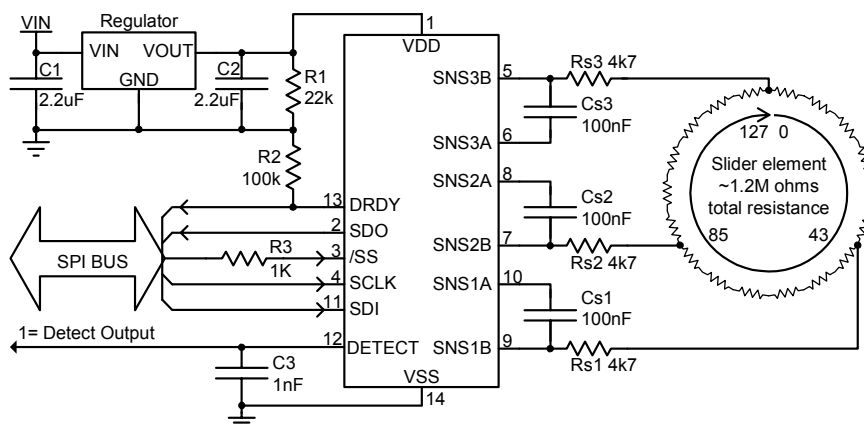 VIN
Regulator
VIN VOUT
GND
C1
2.2uF
C2
2.2uF
R1
22k
R2
100k
1
VDD
SNS3B 5
Rs3 4k7
Cs3
100nF
SNS3A 6
SNS2A 8
Cs2
100nF
SNS2B 7
Rs2 4k7
SNS1A 10
Cs1
100nF
SNS1B 9
Rs1 4k7
127 0
Slider element
~1.2M ohms
total resistance
85 43
13 DRDY
2 SDO
3 /SS
4 SCLK
11 SDI
12 DETECT
R3
1K
SPI BUS
1= Detect Output
C3
1nF
VSS
14